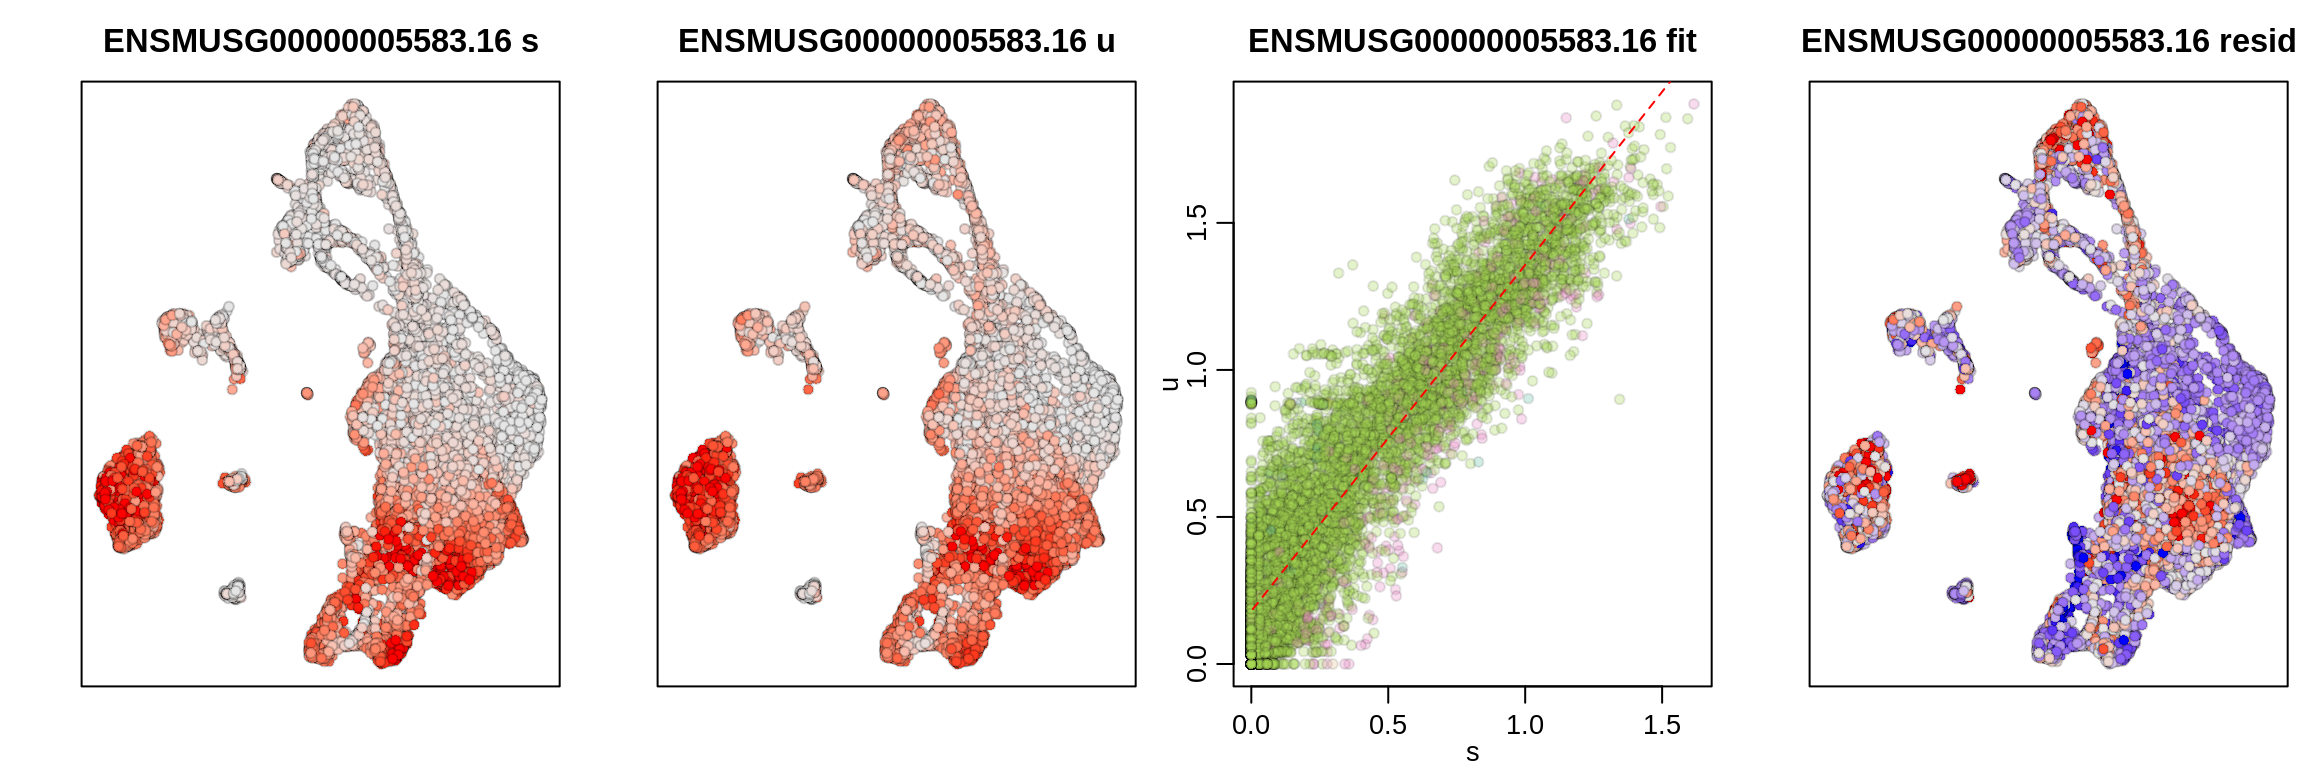 ENSMUSG00000005583.16 s
ENSMUSG00000005583.16 u
ENSMUSG00000005583.16 fit
ENSMUSG00000005583.16 resid
u
1.5
1.0
0.5
0.0
0.0 0.5 1.0 1.5
s